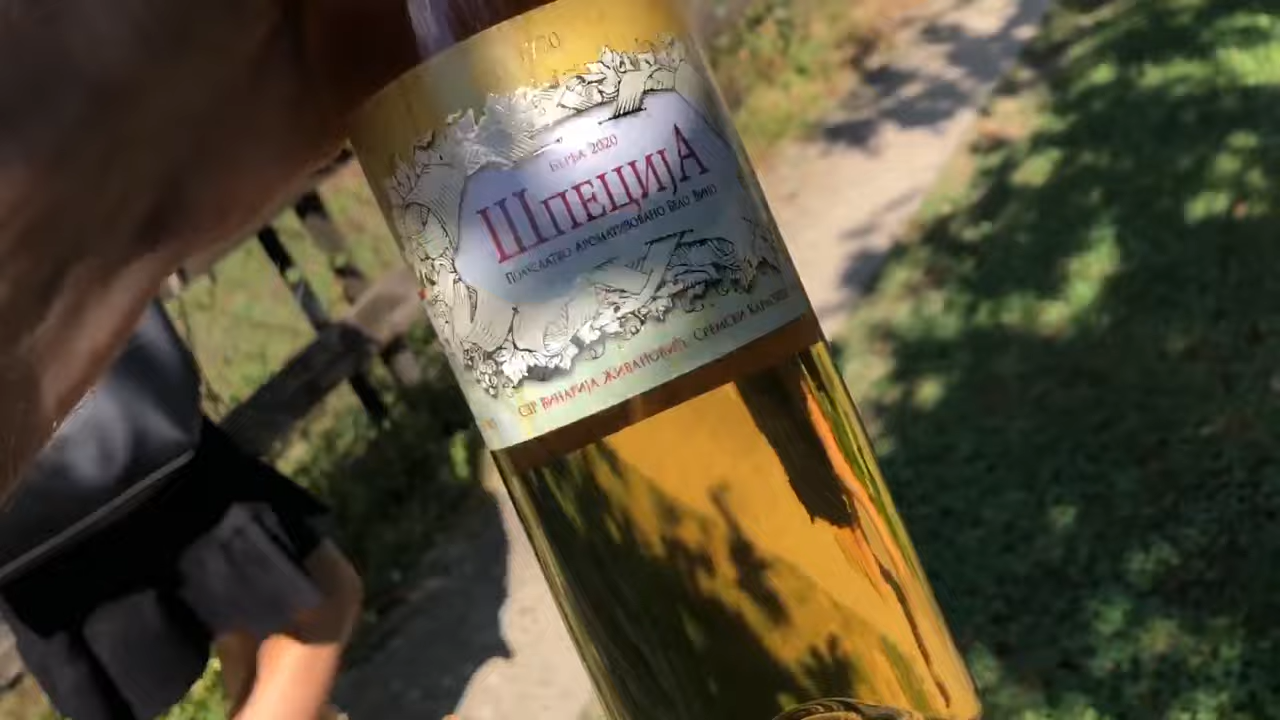 Берба 2020
ШпецијА
Полуслатко ароматизовано бело вино
СЗР Винарија Живановић, Сремски Карловци